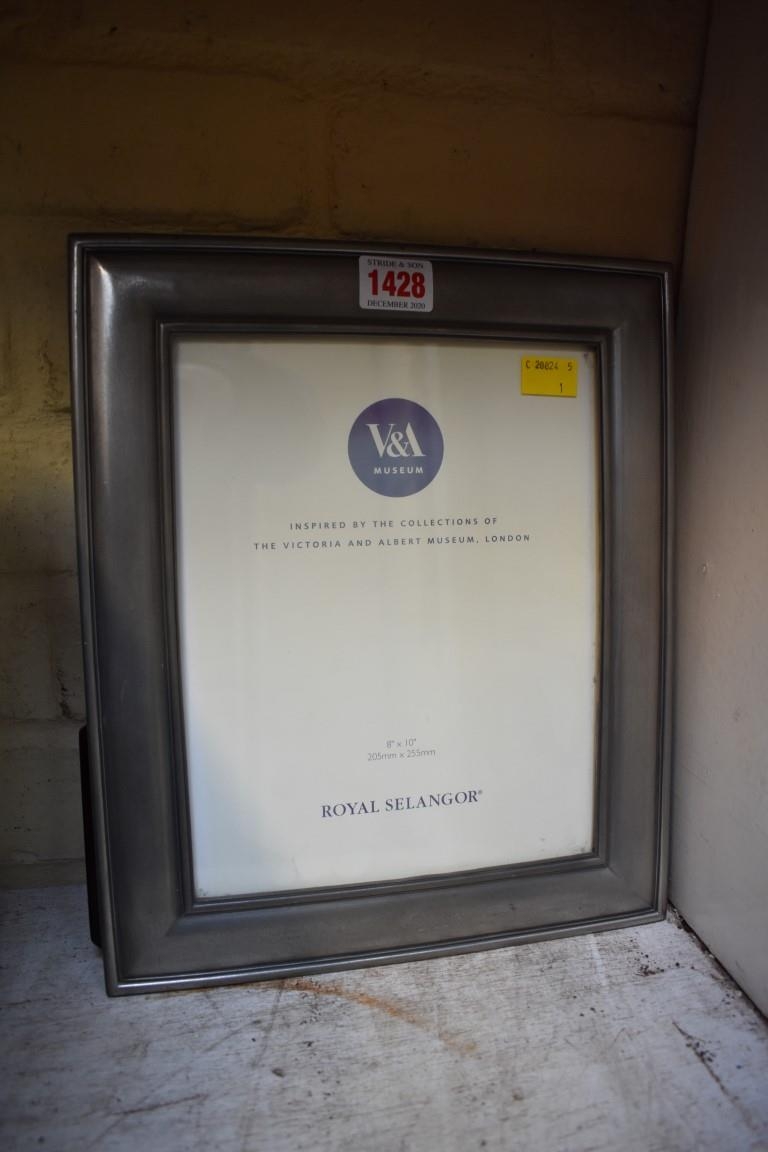 STRIDE & SON
1428
DECEMBER 2020
C 20024 5
1
V&A
MUSEUM
INSPIRED BY THE COLLECTIONS OF
THE VICTORIA AND ALBERT MUSEUM, LONDON
8" x 10"
205mm x 255mm
ROYAL SELANGOR®